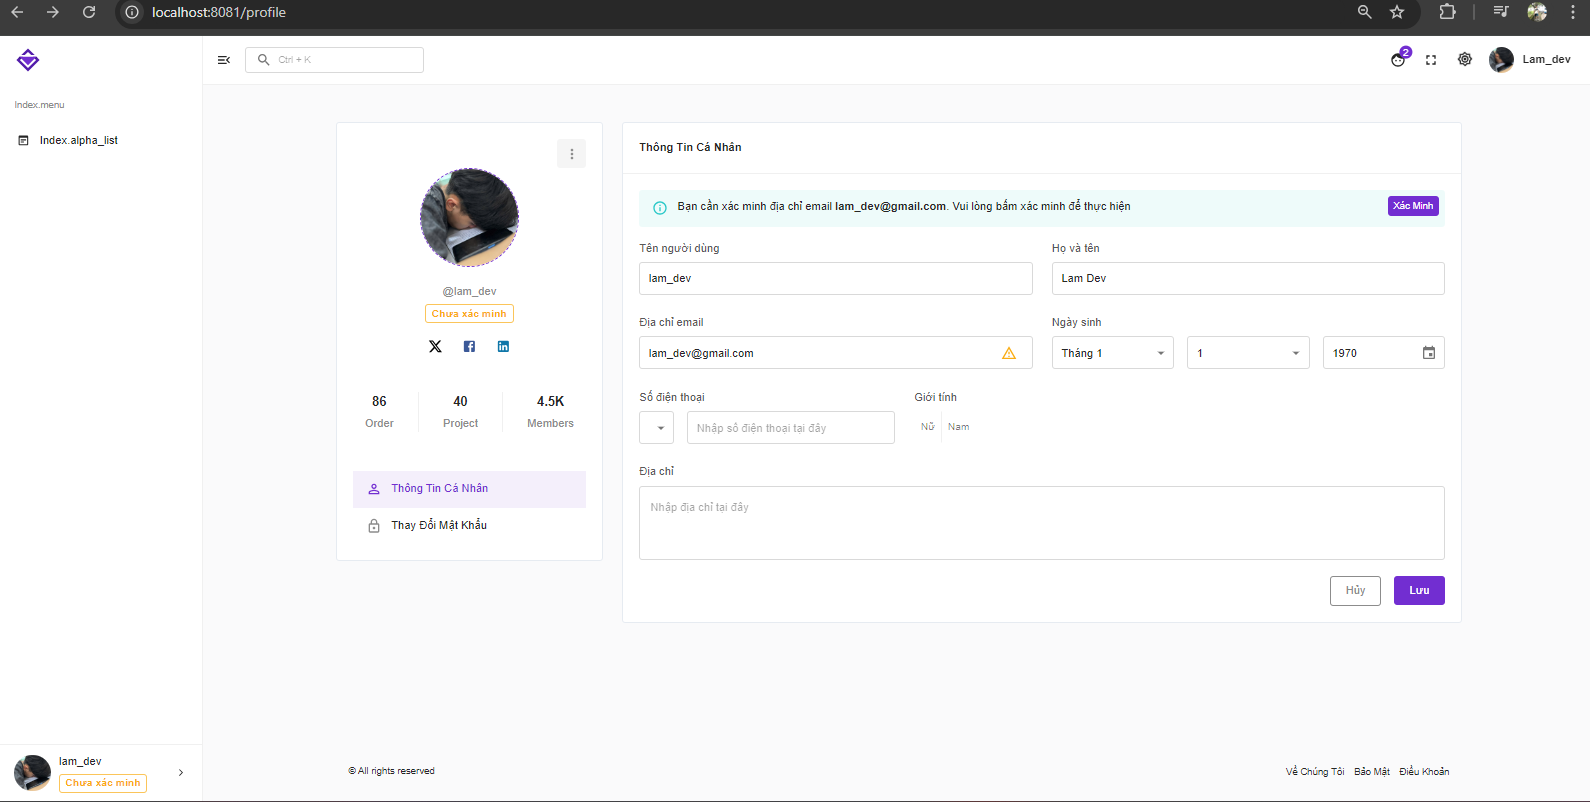 localhost:8081/profile
Ctrl + K
2
Lam_dev
Index.menu
Index.alpha_list
@lam_dev
Chưa xác minh
86
Order
40
Project
4.5K
Members
Thông Tin Cá Nhân
Thay Đổi Mật Khẩu
Thông Tin Cá Nhân
Bạn cần xác minh địa chỉ email lam_dev@gmail.com. Vui lòng bấm xác minh để thực hiện
Xác Minh
Tên người dùng
Họ và tên
lam_dev
Lam Dev
Địa chỉ email
Ngày sinh
lam_dev@gmail.com
Tháng 1
1
1970
Số điện thoại
Giới tính
Nhập số điện thoại tại đây
Nữ
Nam
Địa chỉ
Nhập địa chỉ tại đây
Hủy
Lưu
lam_dev
Chưa xác minh
© All rights reserved
Về Chúng Tôi
Bảo Mật
Điều Khoản